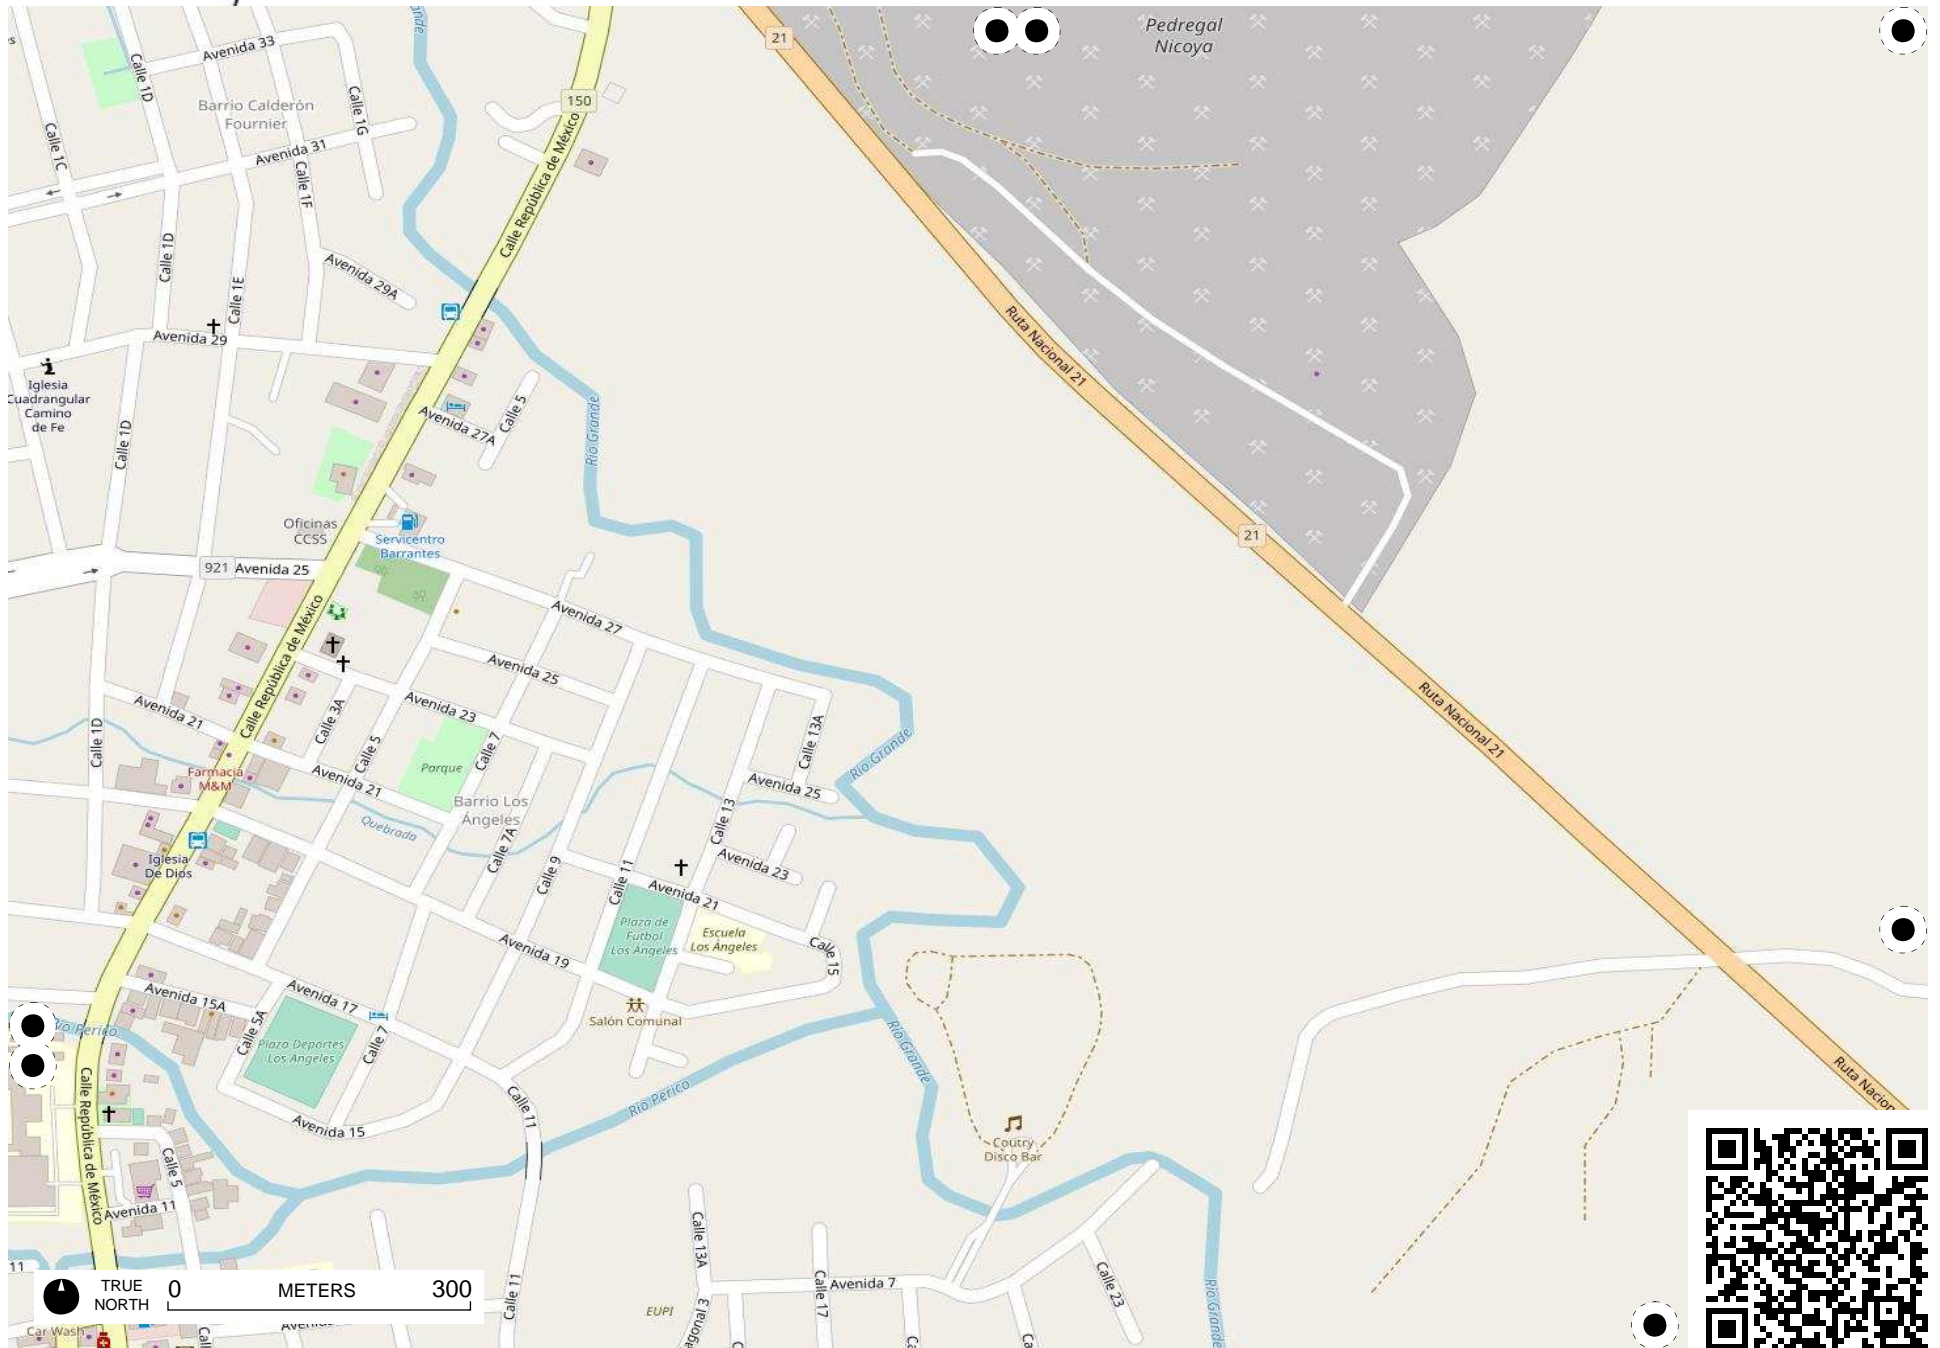 Pedregal
Nicoya
21
Avenida 33
Calle 1D
Barrio Calderón
Fournier
150
Calle 1G
Calle 1C
Avenida 31
Calle 1F
Calle República de México
Calle 1D
Avenida 29A
Calle 1E
Avenida 29
Ruta Nacional 21
Iglesia
Cuadrangular
Camino
de Fe
Avenida 27A
Calle 5
Río Grande
Calle 1D
Oficinas
CCSS
Servicentro
Barrantes
21
921
Avenida 25
Avenida 27
Calle República de México
Avenida 25
Avenida 21
Avenida 23
Calle 3A
Calle 5
Calle 7
Calle 13A
Río Grande
Ruta Nacional 21
Calle 1D
Farmacia
M&M
Avenida 21
Parque
Avenida 25
Barrio Los
Ángeles
Quebrada
Calle 7A
Calle 13
Iglesia
De Dios
Calle 9
Calle 11
Avenida 23
Avenida 21
Plaza de
Futbol
Los Ángeles
Escuela
Los Ángeles
Calle 15
Avenida 19
Avenida 15A
Avenida 17
Salón Comunal
Río Perico
Calle 5A
Plaza Deportes
Los Angeles
Calle 7
Río Grande
Calle República de México
Río Perico
Calle 11
Avenida 15
Ruta Nacion
Coutry
Disco Bar
Calle 5
Avenida 11
Calle 13A
Calle 11
Calle 17
Avenida 7
Calle 23
Río Grande
11
TRUE
NORTH
0
METERS
300
EUPI
Car Wash